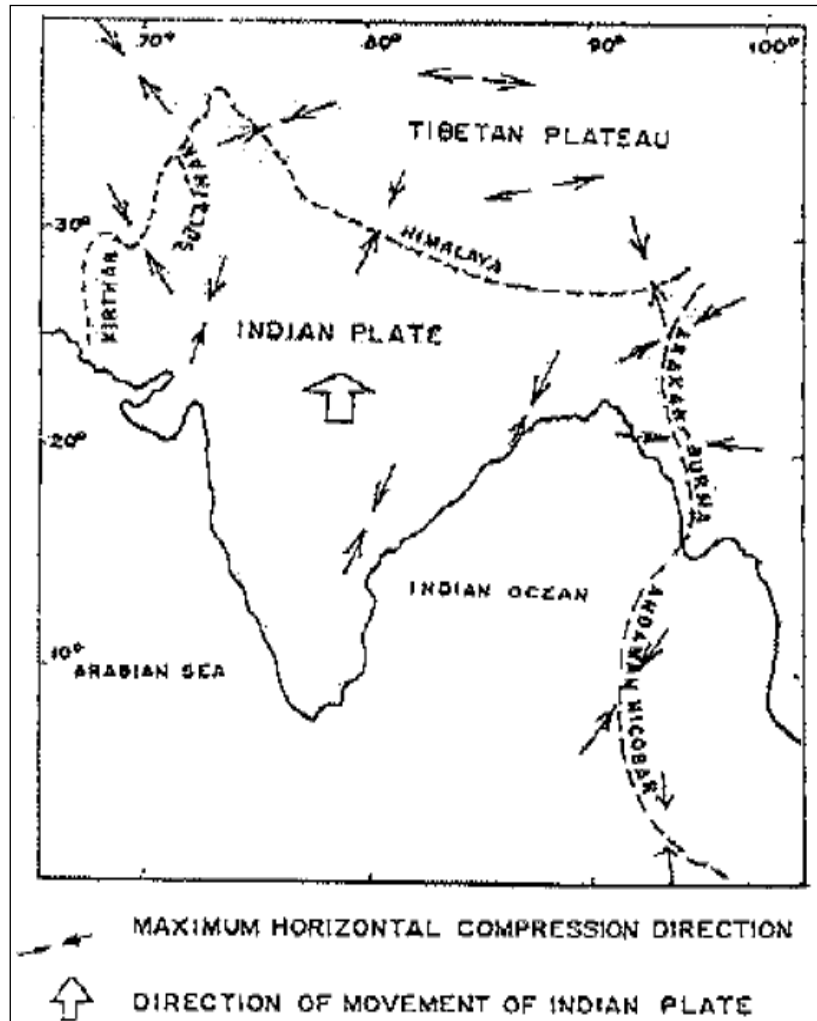 70° 80° 90° 100°
TIBETAN PLATEAU
SULAIMAN
30°
HIMALAYA
KIRTHAR
INDIAN PLATE
ARAKAN BURMA
20°
INDIAN OCEAN
ANDAMAN NICOBAR
10°
ARABIAN SEA
MAXIMUM HORIZONTAL COMPRESSION DIRECTION
DIRECTION OF MOVEMENT OF INDIAN PLATE